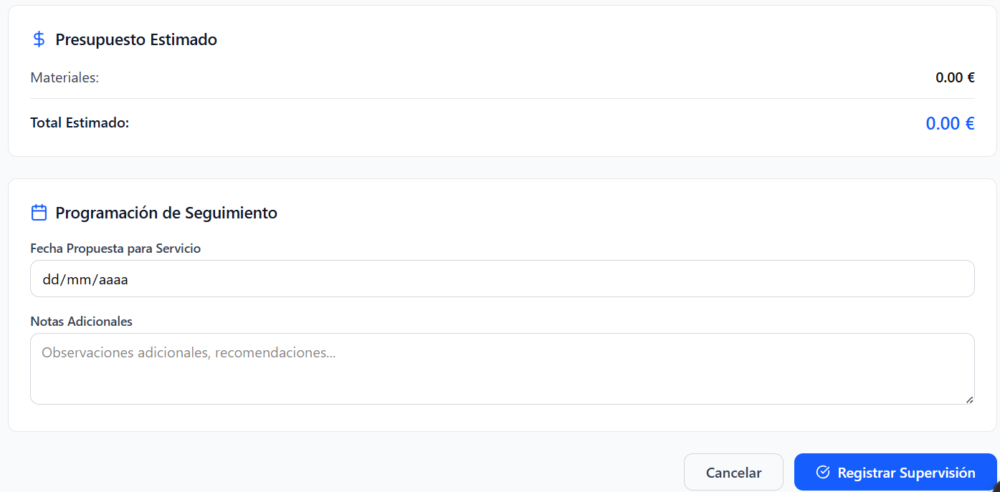 $ Presupuesto Estimado
Materiales: 0.00 €
Total Estimado: 0.00 €
Programación de Seguimiento
Fecha Propuesta para Servicio
dd/mm/aaaa
Notas Adicionales
Observaciones adicionales, recomendaciones...
Cancelar Registrar Supervisión